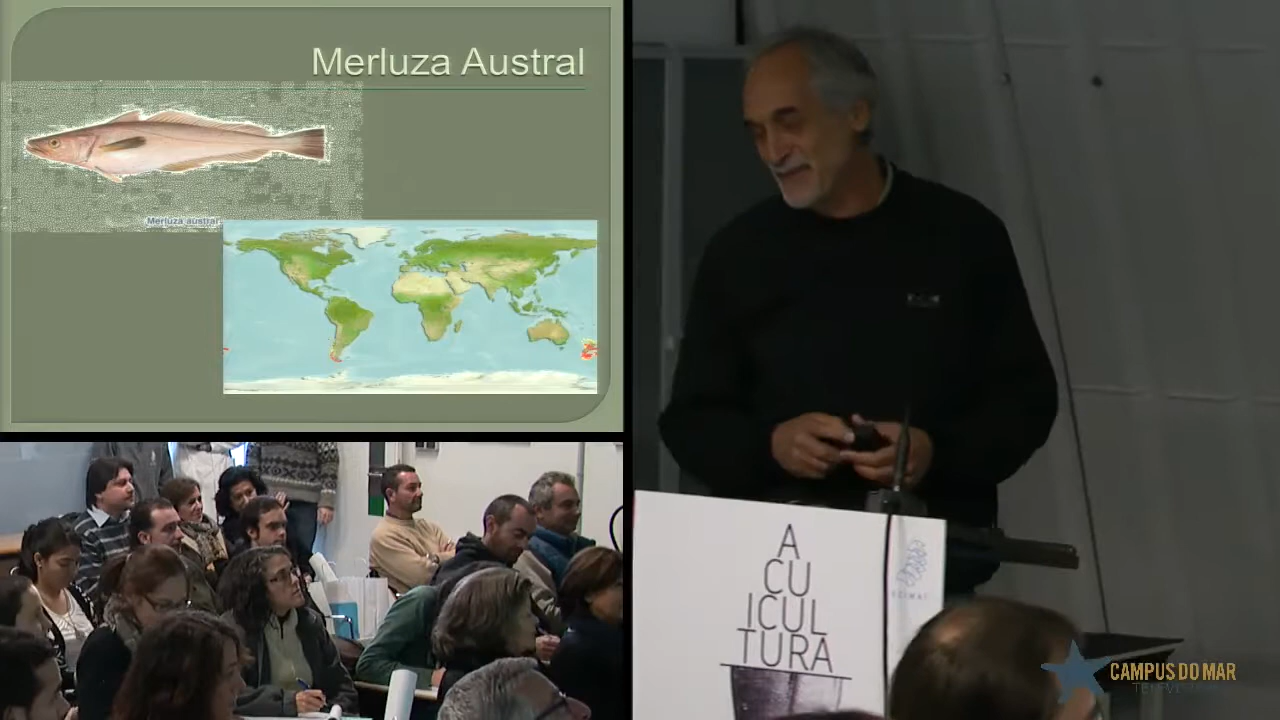 Merluza Austral
Merluza austral
A
CU
ICUL
TURA
CAMPUS DO MAR